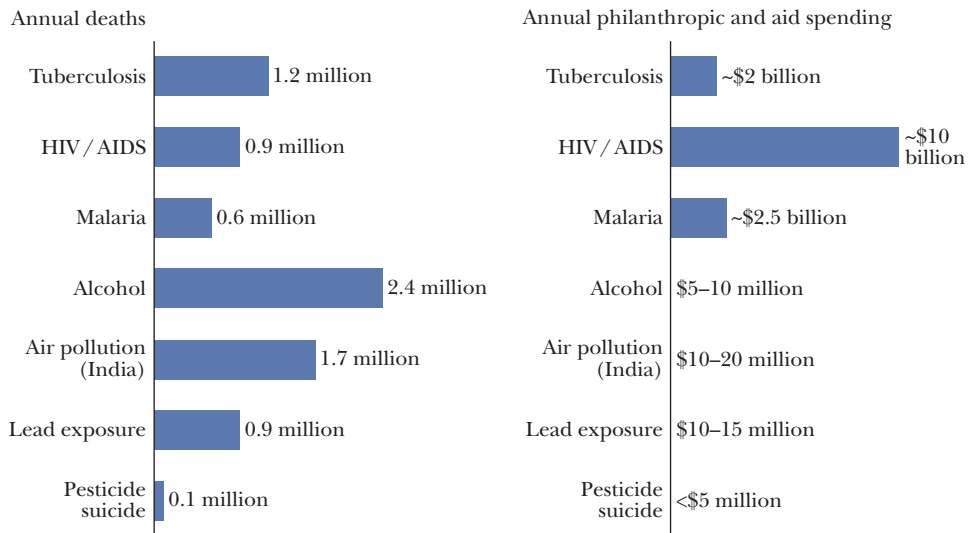 Annual deaths
Tuberculosis
1.2 million
HIV / AIDS
0.9 million
Malaria
0.6 million
Alcohol
2.4 million
Air pollution
(India)
1.7 million
Lead exposure
0.9 million
Pesticide
suicide
0.1 million
Annual philanthropic and aid spending
Tuberculosis
~$2 billion
HIV / AIDS
~$10
billion
Malaria
~$2.5 billion
Alcohol
$5–10 million
Air pollution
(India)
$10–20 million
Lead exposure
$10–15 million
Pesticide
suicide
<$5 million